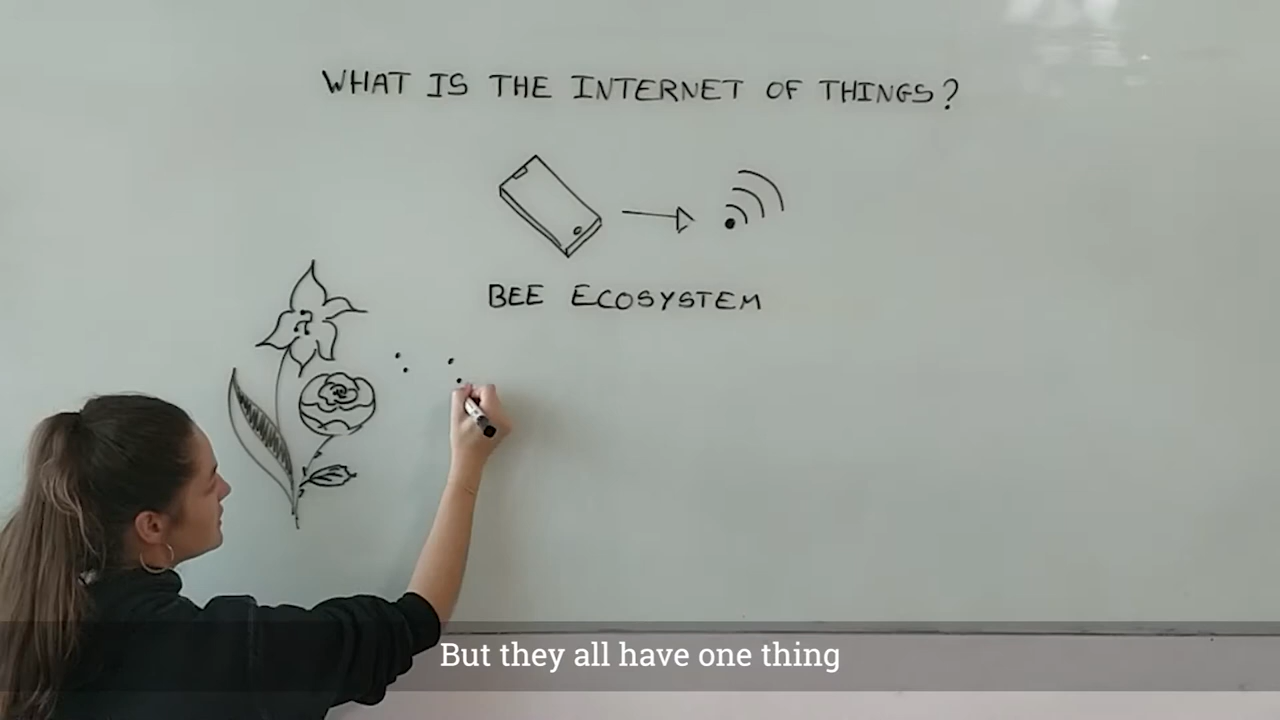 WHAT IS THE INTERNET OF THINGS?
BEE ECOSYSTEM
But they all have one thing